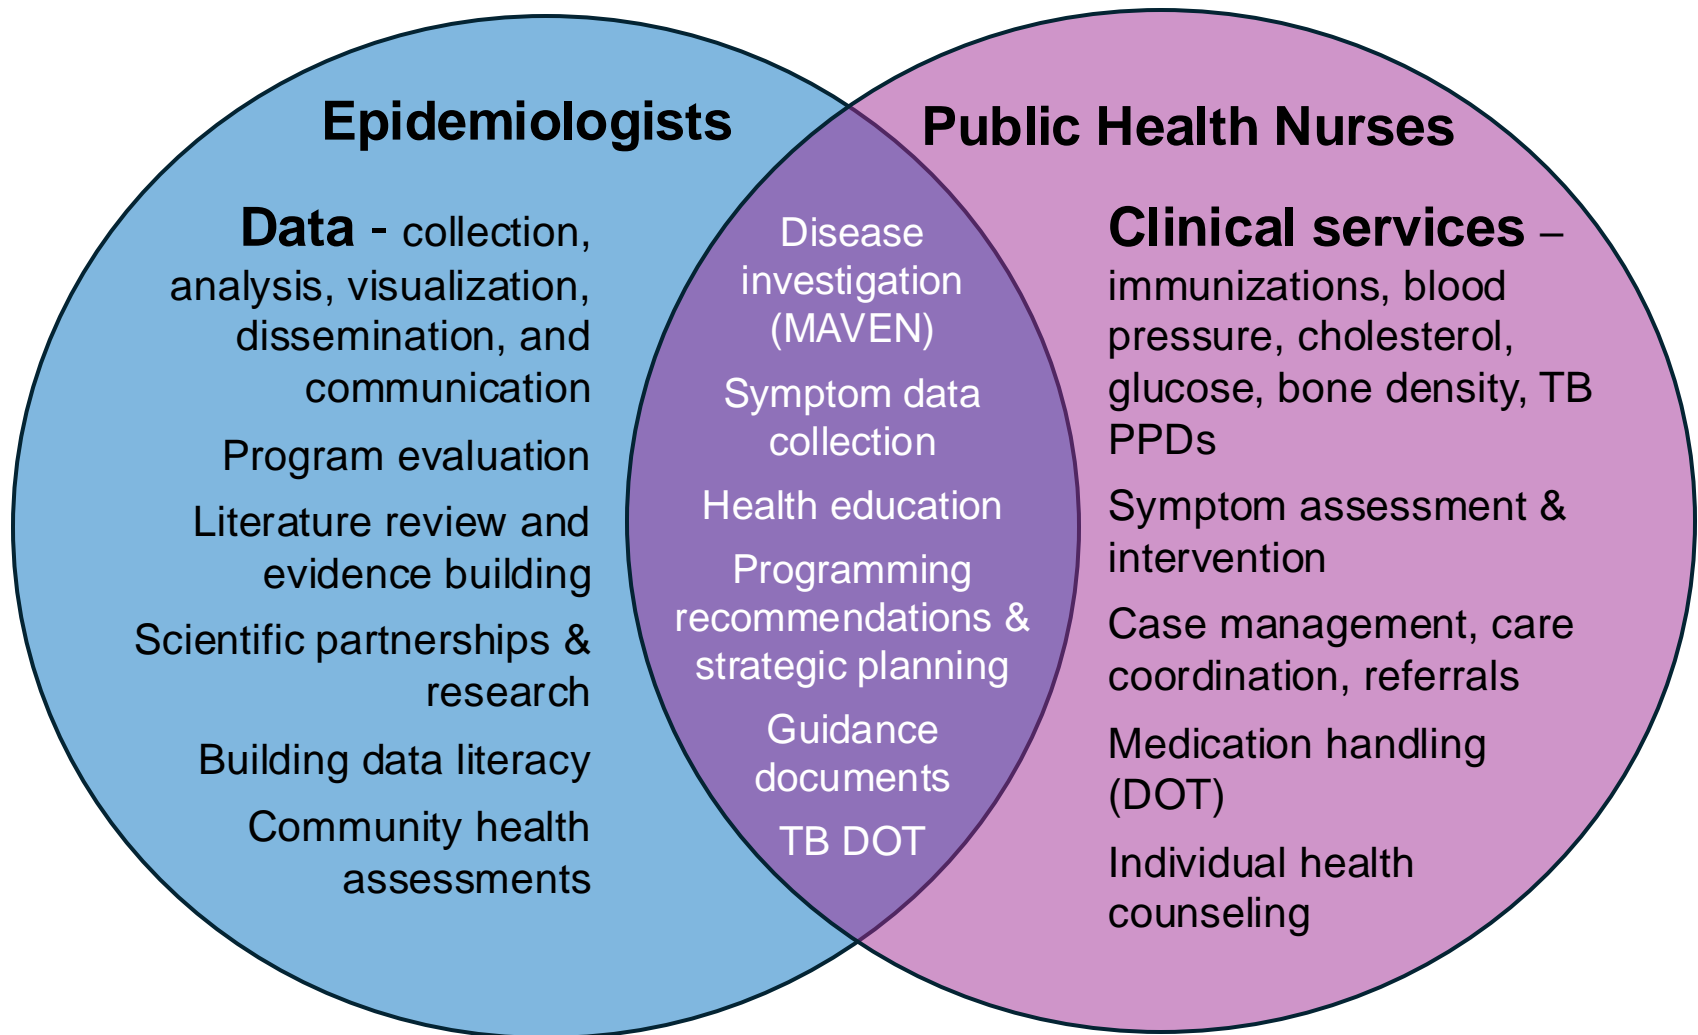 Epidemiologists
Data - collection,
analysis, visualization,
dissemination, and
communication
Program evaluation
Literature review and
evidence building
Scientific partnerships &
research
Building data literacy
Community health
assessments
Disease
investigation
(MAVEN)
Symptom data
collection
Health education
Programming
recommendations &
strategic planning
Guidance
documents
TB DOT
Public Health Nurses
Clinical services –
immunizations, blood
pressure, cholesterol,
glucose, bone density, TB
PPDs
Symptom assessment &
intervention
Case management, care
coordination, referrals
Medication handling
(DOT)
Individual health
counseling